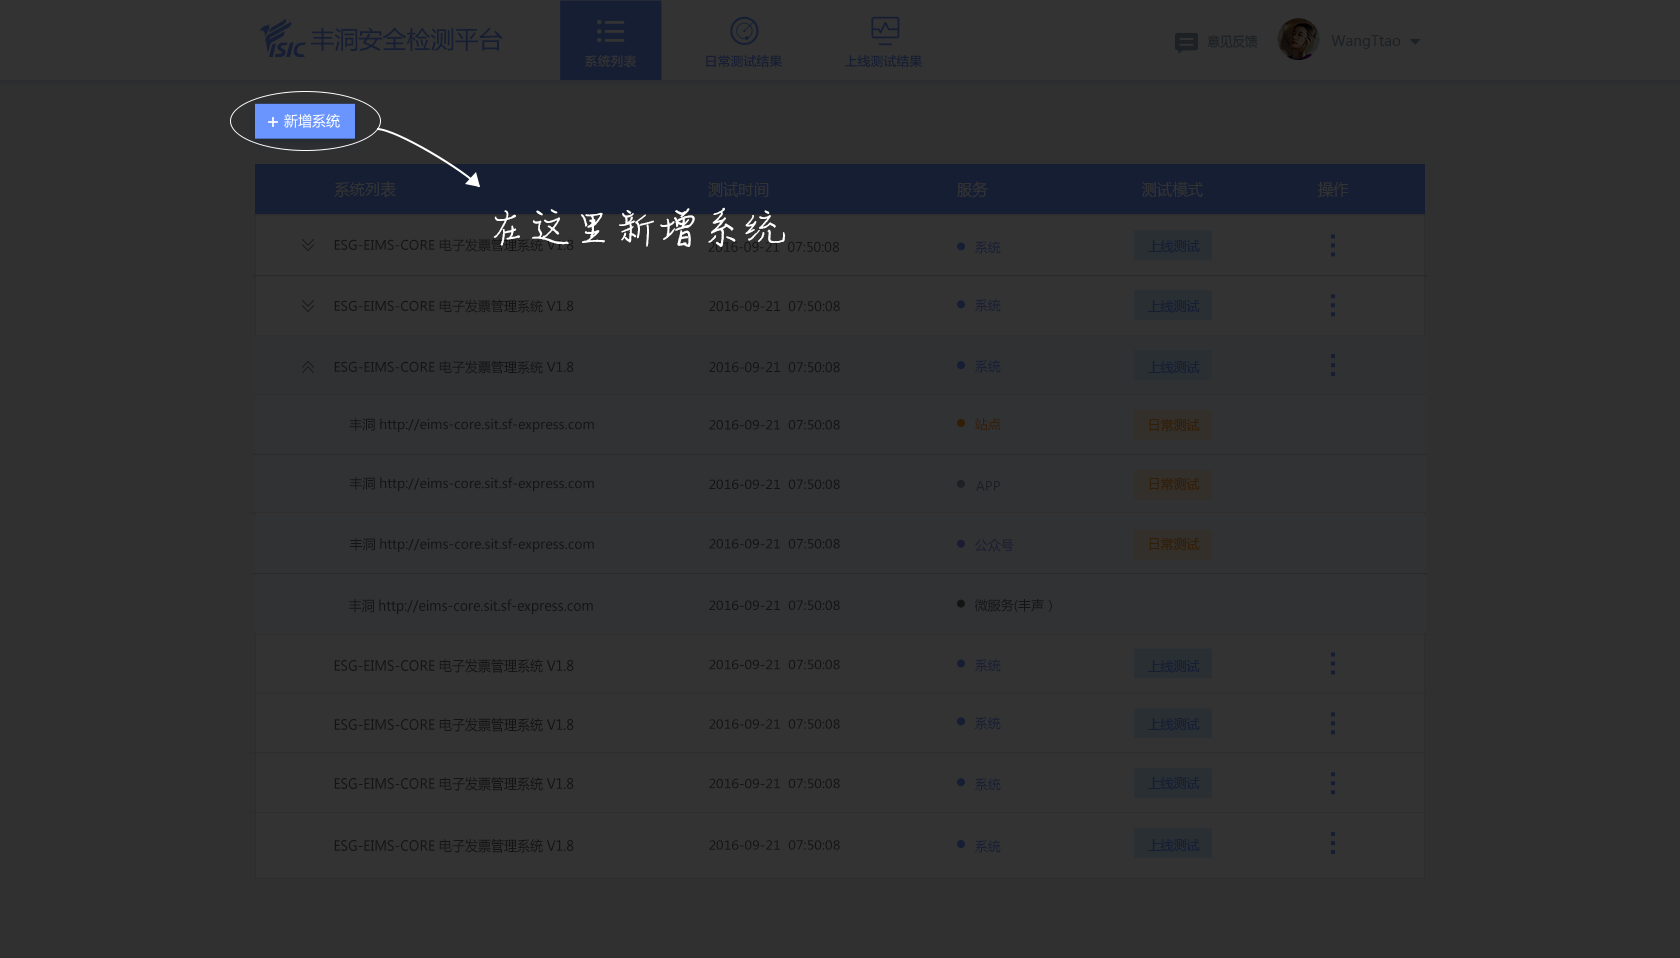 YISIC 丰洞安全检测平台
系统列表 日常测试结果 上线测试结果
意见反馈 WangTtao
+ 新增系统
系统列表 测试时间 服务 测试模式 操作
在这里新增系统
ESG-EIMS-CORE 电子发票管理系统 V1.8 2016-09-21 07:50:08 系统 上线测试
ESG-EIMS-CORE 电子发票管理系统 V1.8 2016-09-21 07:50:08 系统 上线测试
ESG-EIMS-CORE 电子发票管理系统 V1.8 2016-09-21 07:50:08 系统 上线测试
丰洞 http://eims-core.sit.sf-express.com 2016-09-21 07:50:08 站点 日常测试
丰洞 http://eims-core.sit.sf-express.com 2016-09-21 07:50:08 APP 日常测试
丰洞 http://eims-core.sit.sf-express.com 2016-09-21 07:50:08 公众号 日常测试
丰洞 http://eims-core.sit.sf-express.com 2016-09-21 07:50:08 微服务(丰声）
ESG-EIMS-CORE 电子发票管理系统 V1.8 2016-09-21 07:50:08 系统 上线测试
ESG-EIMS-CORE 电子发票管理系统 V1.8 2016-09-21 07:50:08 系统 上线测试
ESG-EIMS-CORE 电子发票管理系统 V1.8 2016-09-21 07:50:08 系统 上线测试
ESG-EIMS-CORE 电子发票管理系统 V1.8 2016-09-21 07:50:08 系统 上线测试